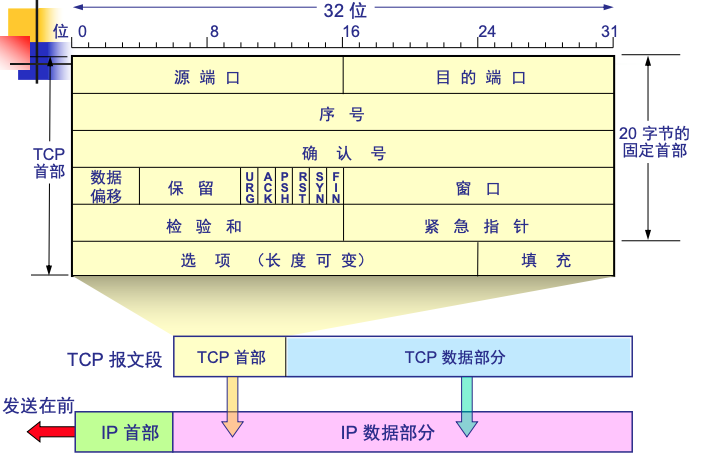 32 位
位 0 8 16 24 31
源 端 口 目 的 端 口
序 号
TCP
首部
20 字节的
固定首部
确 认 号
数据
偏移
保 留
URG
ACK
PSH
RST
SYN
FIN
窗 口
检 验 和 紧 急 指 针
选 项 （长 度 可 变） 填 充
TCP 报文段 TCP 首部 TCP 数据部分
发送在前
IP 首部 IP 数据部分